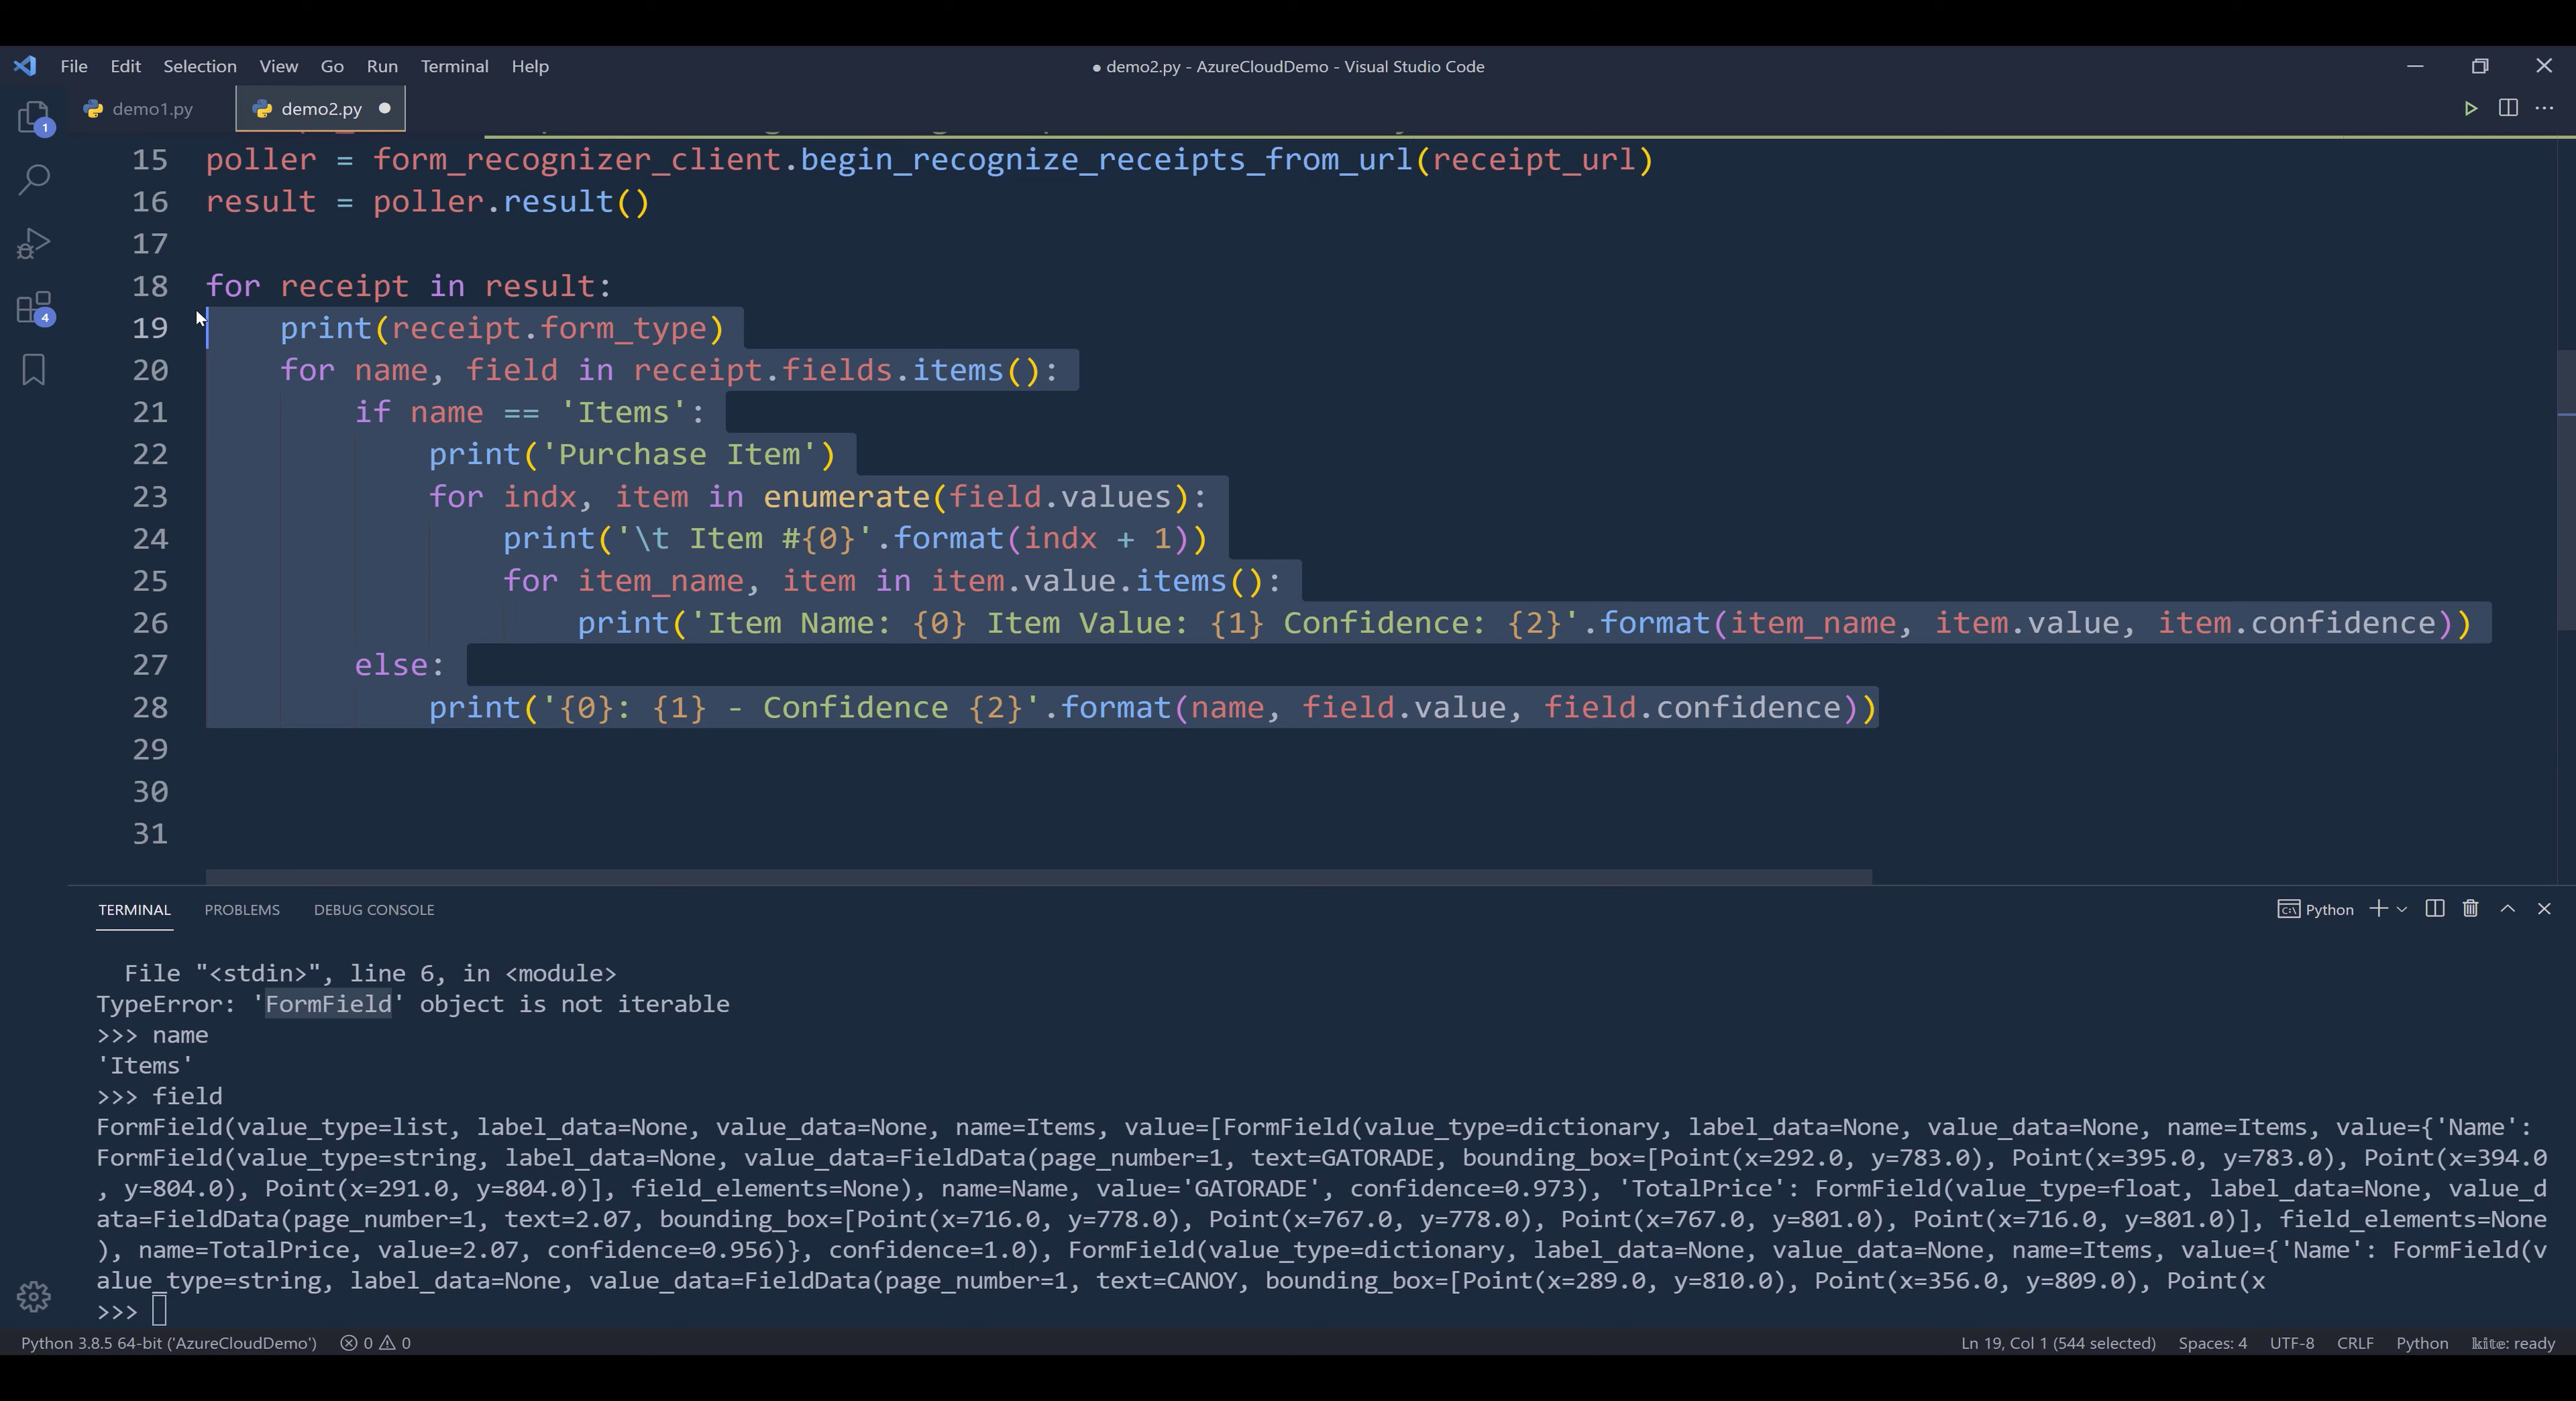 File Edit Selection View Go Run Terminal Help
● demo2.py - AzureCloudDemo - Visual Studio Code
demo1.py demo2.py
15 poller = form_recognizer_client.begin_recognize_receipts_from_url(receipt_url)
16 result = poller.result()
17
18 for receipt in result:
19     print(receipt.form_type)
20     for name, field in receipt.fields.items():
21         if name == 'Items':
22             print('Purchase Item')
23             for indx, item in enumerate(field.values):
24                 print('\t Item #{0}'.format(indx + 1))
25                 for item_name, item in item.value.items():
26                     print('Item Name: {0} Item Value: {1} Confidence: {2}'.format(item_name, item.value, item.confidence))
27         else:
28             print('{0}: {1} - Confidence {2}'.format(name, field.value, field.confidence))
29
30
31
1
4
TERMINAL PROBLEMS DEBUG CONSOLE Python
File "<stdin>", line 6, in <module>
TypeError: 'FormField' object is not iterable
>>> name
'Items'
>>> field
FormField(value_type=list, label_data=None, value_data=None, name=Items, value=[FormField(value_type=dictionary, label_data=None, value_data=None, name=Items, value={'Name':
FormField(value_type=string, label_data=None, value_data=FieldData(page_number=1, text=GATORADE, bounding_box=[Point(x=292.0, y=783.0), Point(x=395.0, y=783.0), Point(x=394.0
, y=804.0), Point(x=291.0, y=804.0)], field_elements=None), name=Name, value='GATORADE', confidence=0.973), 'TotalPrice': FormField(value_type=float, label_data=None, value_d
ata=FieldData(page_number=1, text=2.07, bounding_box=[Point(x=716.0, y=778.0), Point(x=767.0, y=778.0), Point(x=767.0, y=801.0), Point(x=716.0, y=801.0)], field_elements=None
), name=TotalPrice, value=2.07, confidence=0.956)}, confidence=1.0), FormField(value_type=dictionary, label_data=None, value_data=None, name=Items, value={'Name': FormField(v
alue_type=string, label_data=None, value_data=FieldData(page_number=1, text=CANOY, bounding_box=[Point(x=289.0, y=810.0), Point(x=356.0, y=809.0), Point(x
>>>
Python 3.8.5 64-bit ('AzureCloudDemo') 0 0 Ln 19, Col 1 (544 selected) Spaces: 4 UTF-8 CRLF Python kite: ready